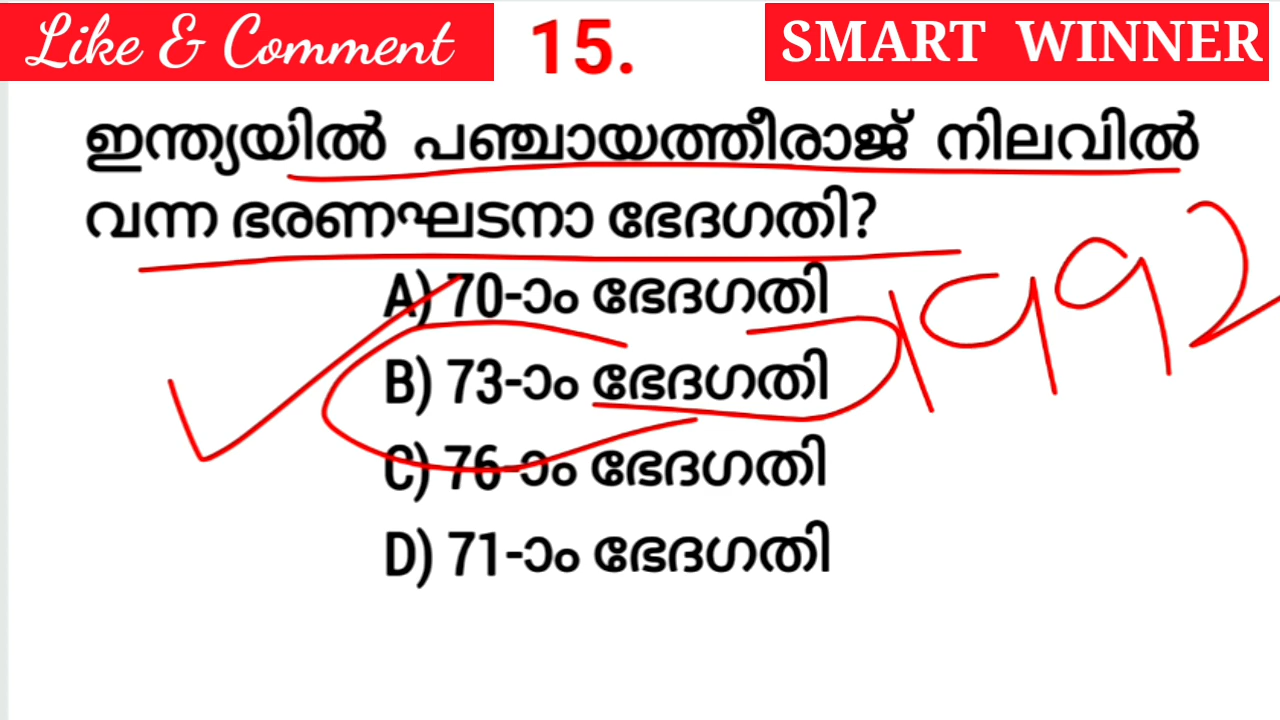 Like & Comment 15. SMART WINNER
ഇന്ത്യയിൽ പഞ്ചായത്തീരാജ് നിലവിൽ
വന്ന ഭരണഘടനാ ഭേദഗതി?
A) 70-ാം ഭേദഗതി
B) 73-ാം ഭേദഗതി
1992
C) 76-ാം ഭേദഗതി
D) 71-ാം ഭേദഗതി